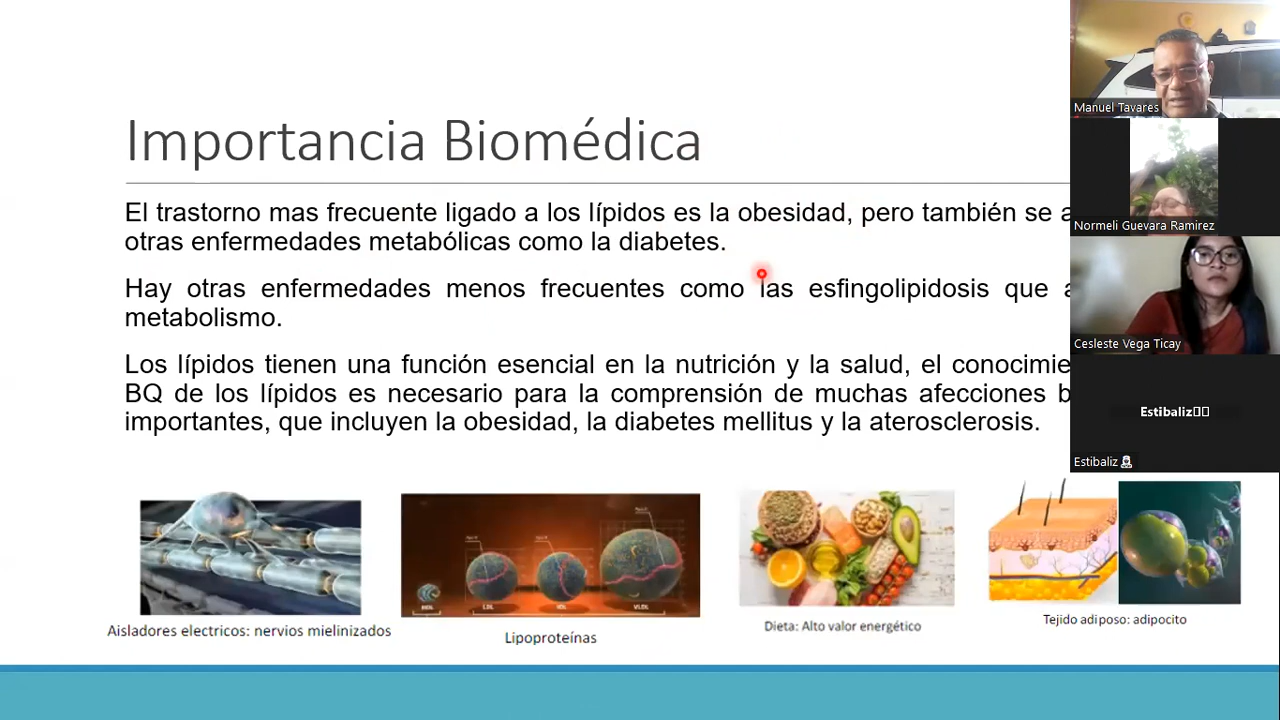 Importancia Biomédica
El trastorno mas frecuente ligado a los lípidos es la obesidad, pero también se a
otras enfermedades metabólicas como la diabetes.
Hay otras enfermedades menos frecuentes como las esfingolipidosis que a
metabolismo.
Los lípidos tienen una función esencial en la nutrición y la salud, el conocimie
BQ de los lípidos es necesario para la comprensión de muchas afecciones b
importantes, que incluyen la obesidad, la diabetes mellitus y la aterosclerosis.
HDL
LDL
IDL
VLDL
Aisladores electricos: nervios mielinizados
Lipoproteínas
Dieta: Alto valor energético
Tejido adiposo: adipocito
Manuel Tavares
Normeli Guevara Ramirez
Cesleste Vega Ticay
Estibaliz
Estibaliz